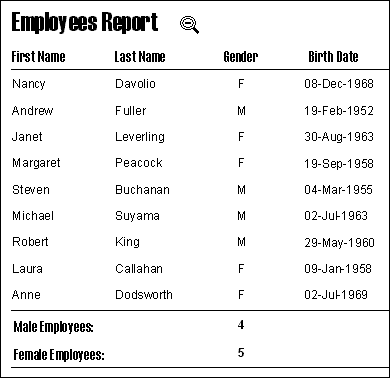 Employees Report
First Name Last Name Gender Birth Date
Nancy Davolio F 08-Dec-1968
Andrew Fuller M 19-Feb-1952
Janet Leverling F 30-Aug-1963
Margaret Peacock F 19-Sep-1958
Steven Buchanan M 04-Mar-1955
Michael Suyama M 02-Jul-1963
Robert King M 29-May-1960
Laura Callahan F 09-Jan-1958
Anne Dodsworth F 02-Jul-1969
Male Employees: 4
Female Employees: 5